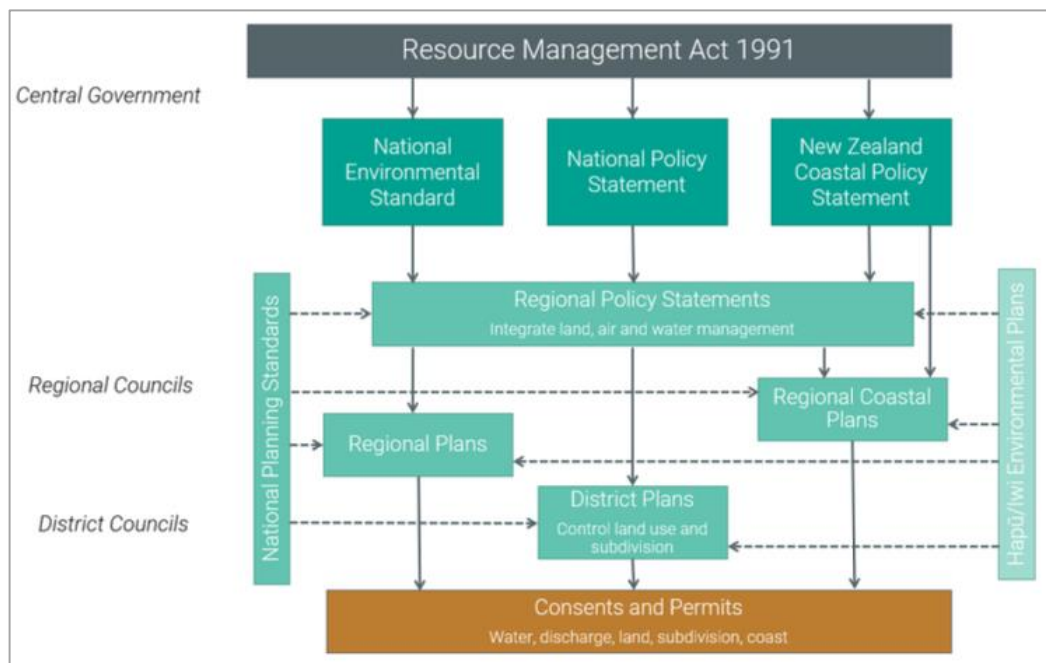 Resource Management Act 1991
Central Government
National
Environmental
Standard
National Policy
Statement
New Zealand
Coastal Policy
Statement
National Planning Standards
Regional Policy Statements
Integrate land, air and water management
Hapū/Iwi Environmental Plans
Regional Councils
Regional Coastal
Plans
Regional Plans
District Councils
District Plans
Control land use and
subdivision
Consents and Permits
Water, discharge, land, subdivision, coast